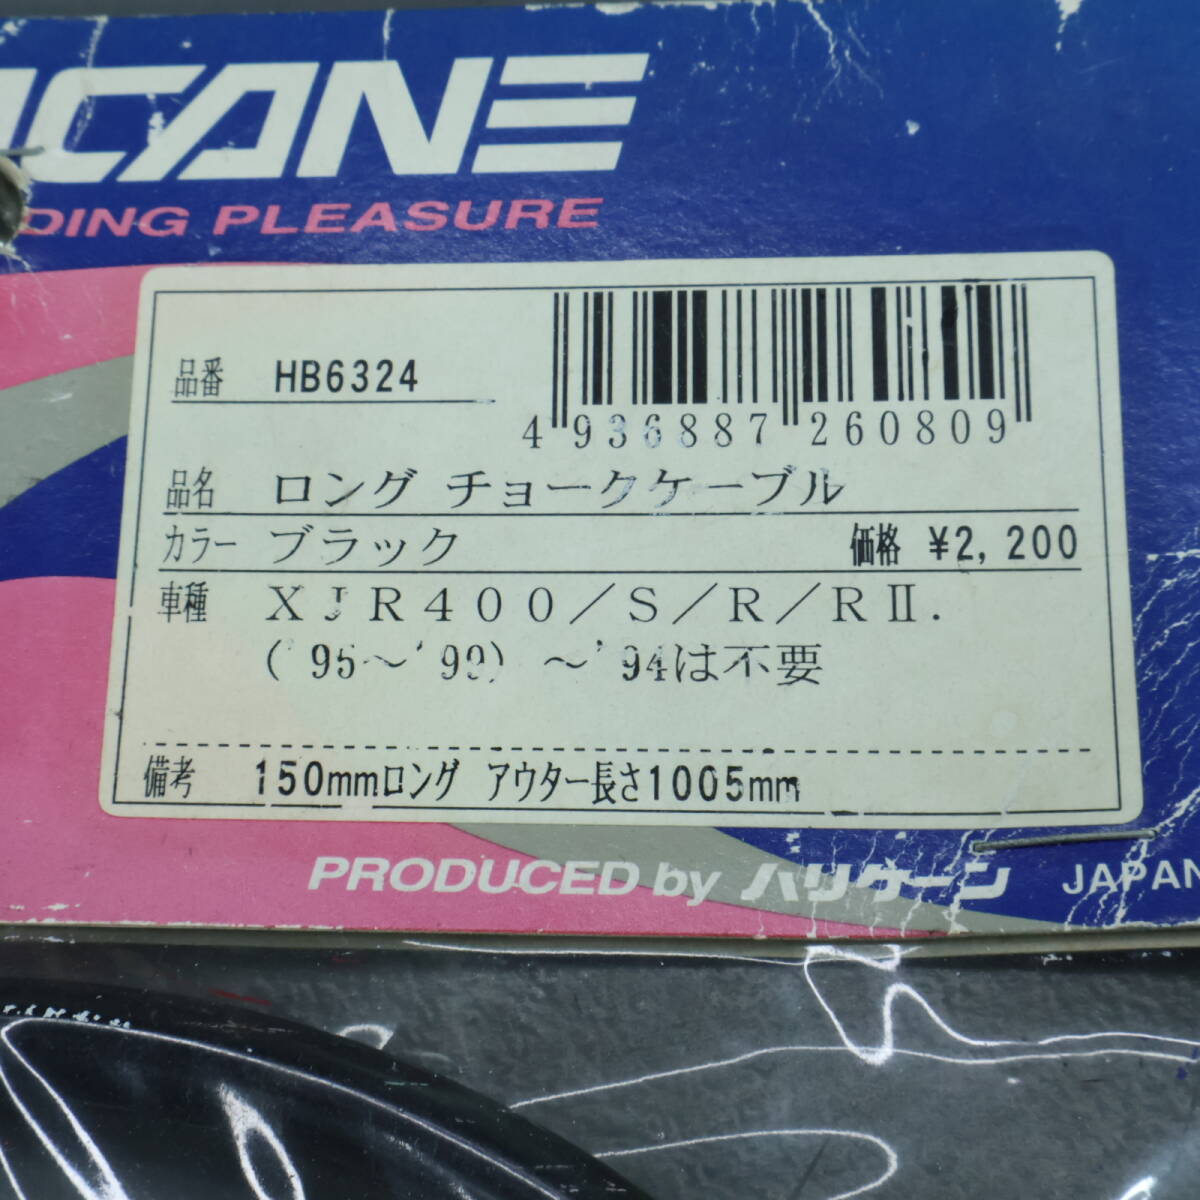 ICANE
DING PLEASURE
品番 HB6324
4 936887 260809
品名 ロング チョークケーブル
カラー ブラック 価格 ¥2,200
車種 XJR400/S/R/RⅡ.
('95~'99) ~'94は不要
備考 150mmロング アウター長さ1005mm
PRODUCED by ハリケーン JAPAN